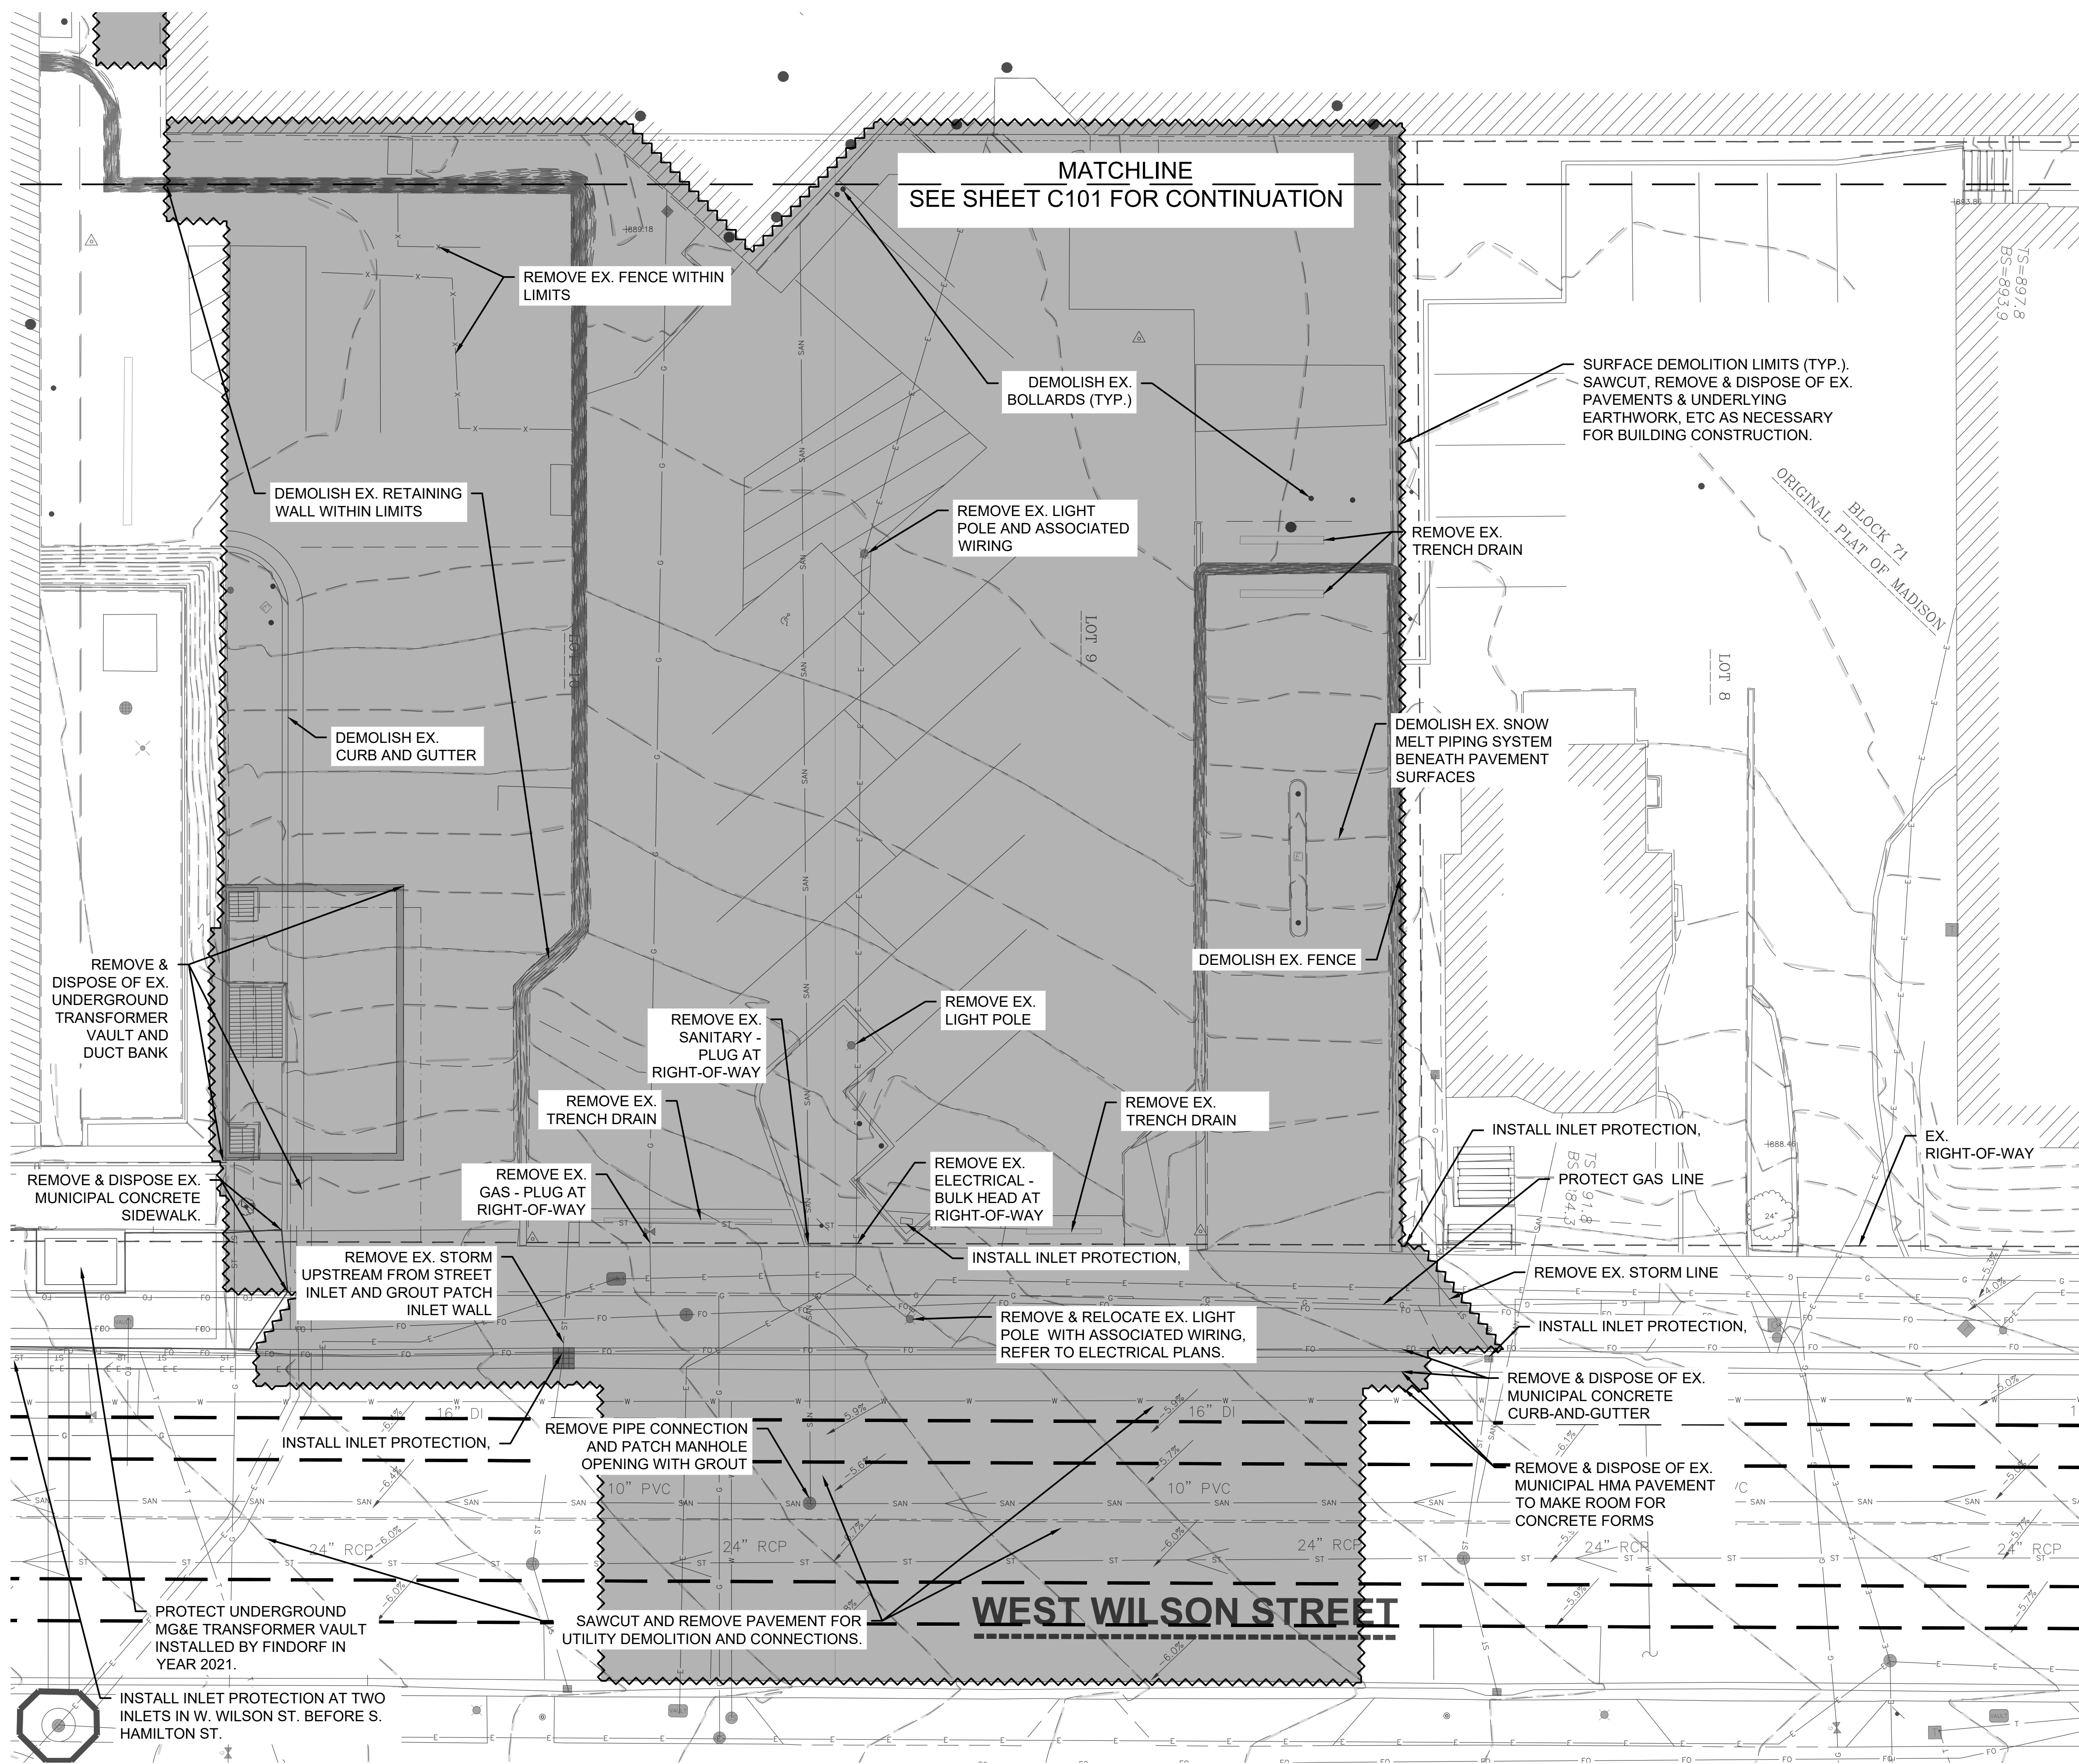 MATCHLINE
SEE SHEET C101 FOR CONTINUATION
889.18
893.86
TS=897.8
BS=893.9
REMOVE EX. FENCE WITHIN
LIMITS
DEMOLISH EX.
BOLLARDS (TYP.)
SURFACE DEMOLITION LIMITS (TYP.).
SAWCUT, REMOVE & DISPOSE OF EX.
PAVEMENTS & UNDERLYING
EARTHWORK, ETC AS NECESSARY
FOR BUILDING CONSTRUCTION.
DEMOLISH EX. RETAINING
WALL WITHIN LIMITS
REMOVE EX. LIGHT
POLE AND ASSOCIATED
WIRING
REMOVE EX.
TRENCH DRAIN
BLOCK 71
ORIGINAL PLAT OF MADISON
LOT 9
LOT 8
DEMOLISH EX.
CURB AND GUTTER
DEMOLISH EX. SNOW
MELT PIPING SYSTEM
BENEATH PAVEMENT
SURFACES
DEMOLISH EX. FENCE
REMOVE &
DISPOSE OF EX.
UNDERGROUND
TRANSFORMER
VAULT AND
DUCT BANK
REMOVE EX.
LIGHT POLE
REMOVE EX.
SANITARY -
PLUG AT
RIGHT-OF-WAY
REMOVE EX.
TRENCH DRAIN
REMOVE EX.
TRENCH DRAIN
INSTALL INLET PROTECTION,
EX.
RIGHT-OF-WAY
REMOVE & DISPOSE EX.
MUNICIPAL CONCRETE
SIDEWALK.
REMOVE EX.
GAS - PLUG AT
RIGHT-OF-WAY
REMOVE EX.
ELECTRICAL -
BULK HEAD AT
RIGHT-OF-WAY
PROTECT GAS LINE
24"
INSTALL INLET PROTECTION,
REMOVE EX. STORM
UPSTREAM FROM STREET
INLET AND GROUT PATCH
INLET WALL
REMOVE EX. STORM LINE
REMOVE & RELOCATE EX. LIGHT
POLE WITH ASSOCIATED WIRING,
REFER TO ELECTRICAL PLANS.
INSTALL INLET PROTECTION,
REMOVE & DISPOSE OF EX.
MUNICIPAL CONCRETE
CURB-AND-GUTTER
16" DI
16" DI
INSTALL INLET PROTECTION,
REMOVE PIPE CONNECTION
AND PATCH MANHOLE
OPENING WITH GROUT
REMOVE & DISPOSE OF EX.
MUNICIPAL HMA PAVEMENT
TO MAKE ROOM FOR
CONCRETE FORMS
10" PVC
10" PVC
24" RCP
24" RCP
24" RCP
24" RCP
24" RCP
WEST WILSON STREET
SAWCUT AND REMOVE PAVEMENT FOR
UTILITY DEMOLITION AND CONNECTIONS.
PROTECT UNDERGROUND
MG&E TRANSFORMER VAULT
INSTALLED BY FINDORF IN
YEAR 2021.
INSTALL INLET PROTECTION AT TWO
INLETS IN W. WILSON ST. BEFORE S.
HAMILTON ST.